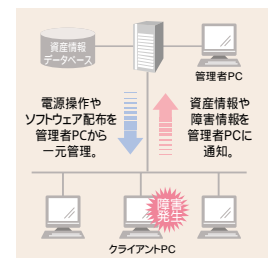 資産情報
データベース
管理者PC
電源操作や
ソフトウェア配布を
管理者PCから
一元管理。
資産情報や
障害情報を
管理者PCに
通知。
障害
発生
クライアントPC